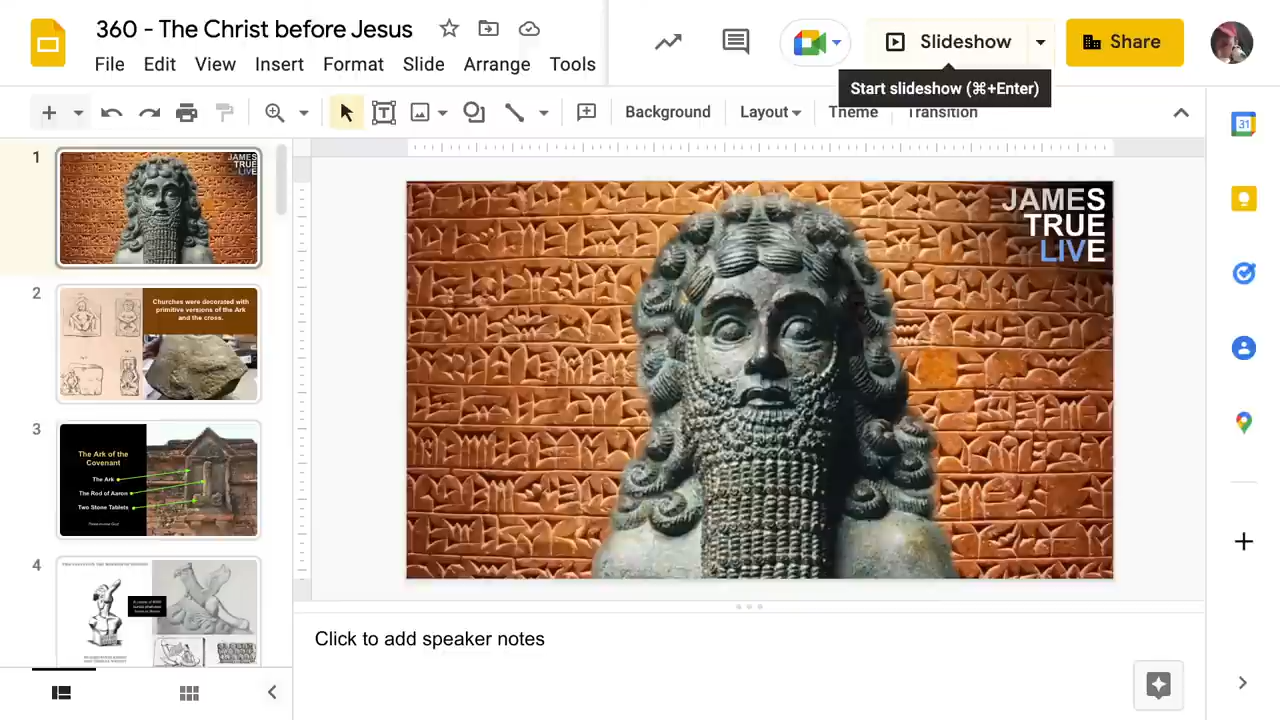 360 - The Christ before Jesus
File Edit View Insert Format Slide Arrange Tools
Slideshow
Share
Start slideshow (⌘+Enter)
Background Layout Theme Transition
31
1
JAMES
TRUE
LIVE
2
Churches were decorated with
primitive versions of the Ark
and the cross.
3
The Ark of the
Covenant
The Ark
The Rod of Aaron
Two Stone Tablets
4
JAMES
TRUE
LIVE
Click to add speaker notes